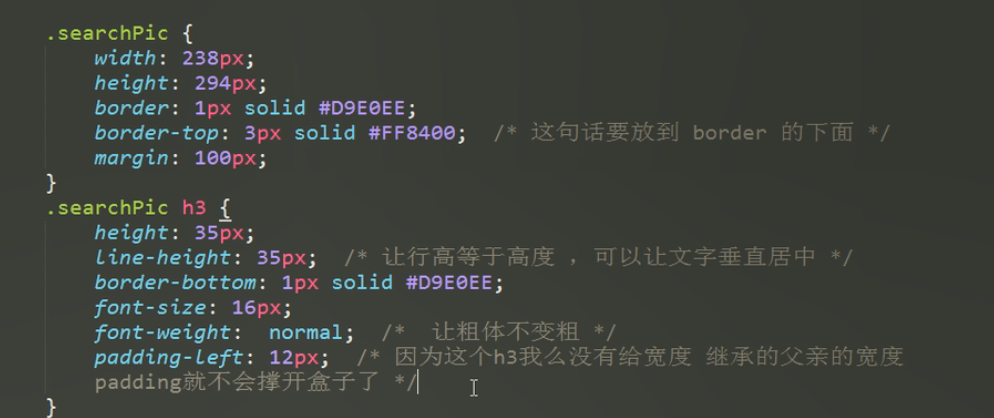 .searchPic {
width: 238px;
height: 294px;
border: 1px solid #D9E0EE;
border-top: 3px solid #FF8400;  /* 这句话要放到 border 的下面 */
margin: 100px;
}
.searchPic h3 {
height: 35px;
line-height: 35px;  /* 让行高等于高度 ，可以让文字垂直居中 */
border-bottom: 1px solid #D9E0EE;
font-size: 16px;
font-weight:  normal;  /*  让粗体不变粗 */
padding-left: 12px;  /* 因为这个h3我么没有给宽度 继承的父亲的宽度
padding就不会撑开盒子了 */
}